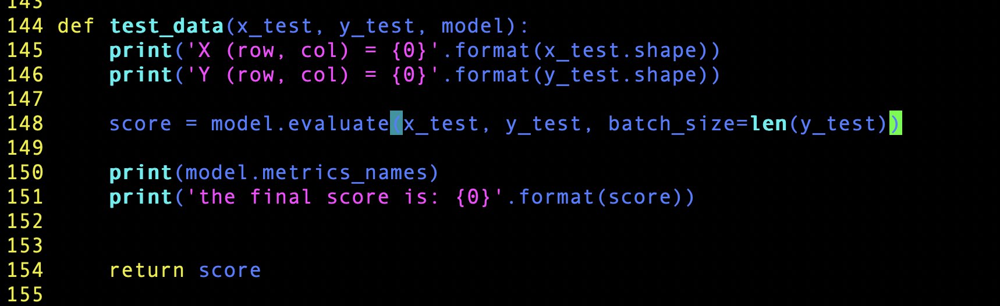 143
144 def test_data(x_test, y_test, model):
145     print('X (row, col) = {0}'.format(x_test.shape))
146     print('Y (row, col) = {0}'.format(y_test.shape))
147
148     score = model.evaluate(x_test, y_test, batch_size=len(y_test))
149
150     print(model.metrics_names)
151     print('the final score is: {0}'.format(score))
152
153
154     return score
155